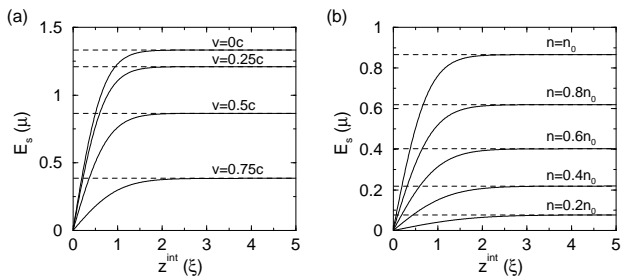 (a)
1.5
1
0.5
0
E_s (μ)
v=0c
v=0.25c
v=0.5c
v=0.75c
0 1 2 3 4 5
z^int (ξ)
(b)
1
0.8
0.6
0.4
0.2
0
E_s (μ)
n=n_0
n=0.8n_0
n=0.6n_0
n=0.4n_0
n=0.2n_0
0 1 2 3 4 5
z^int (ξ)